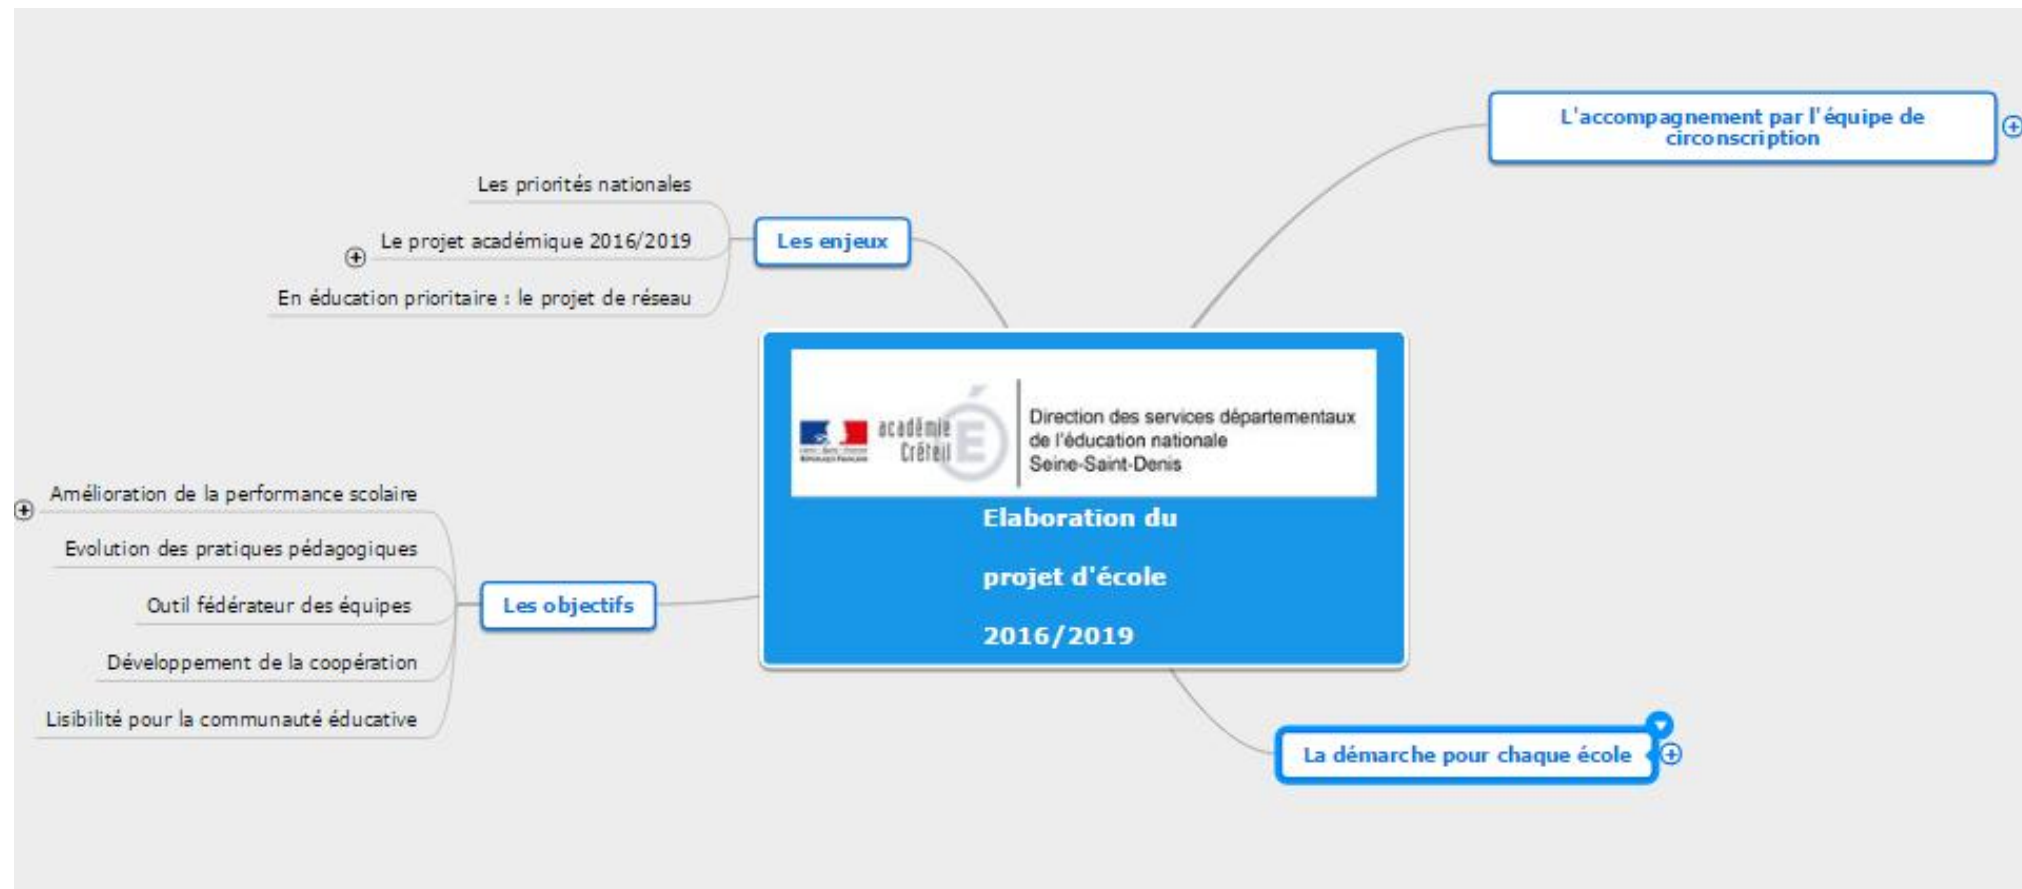 L'accompagnement par l'équipe de
circonscription
Les priorités nationales
Le projet académique 2016/2019
En éducation prioritaire : le projet de réseau
Les enjeux
académie
Créteil
Direction des services départementaux
de l'éducation nationale
Seine-Saint-Denis
Elaboration du
projet d'école
2016/2019
Amélioration de la performance scolaire
Evolution des pratiques pédagogiques
Outil fédérateur des équipes
Développement de la coopération
Lisibilité pour la communauté éducative
Les objectifs
La démarche pour chaque école